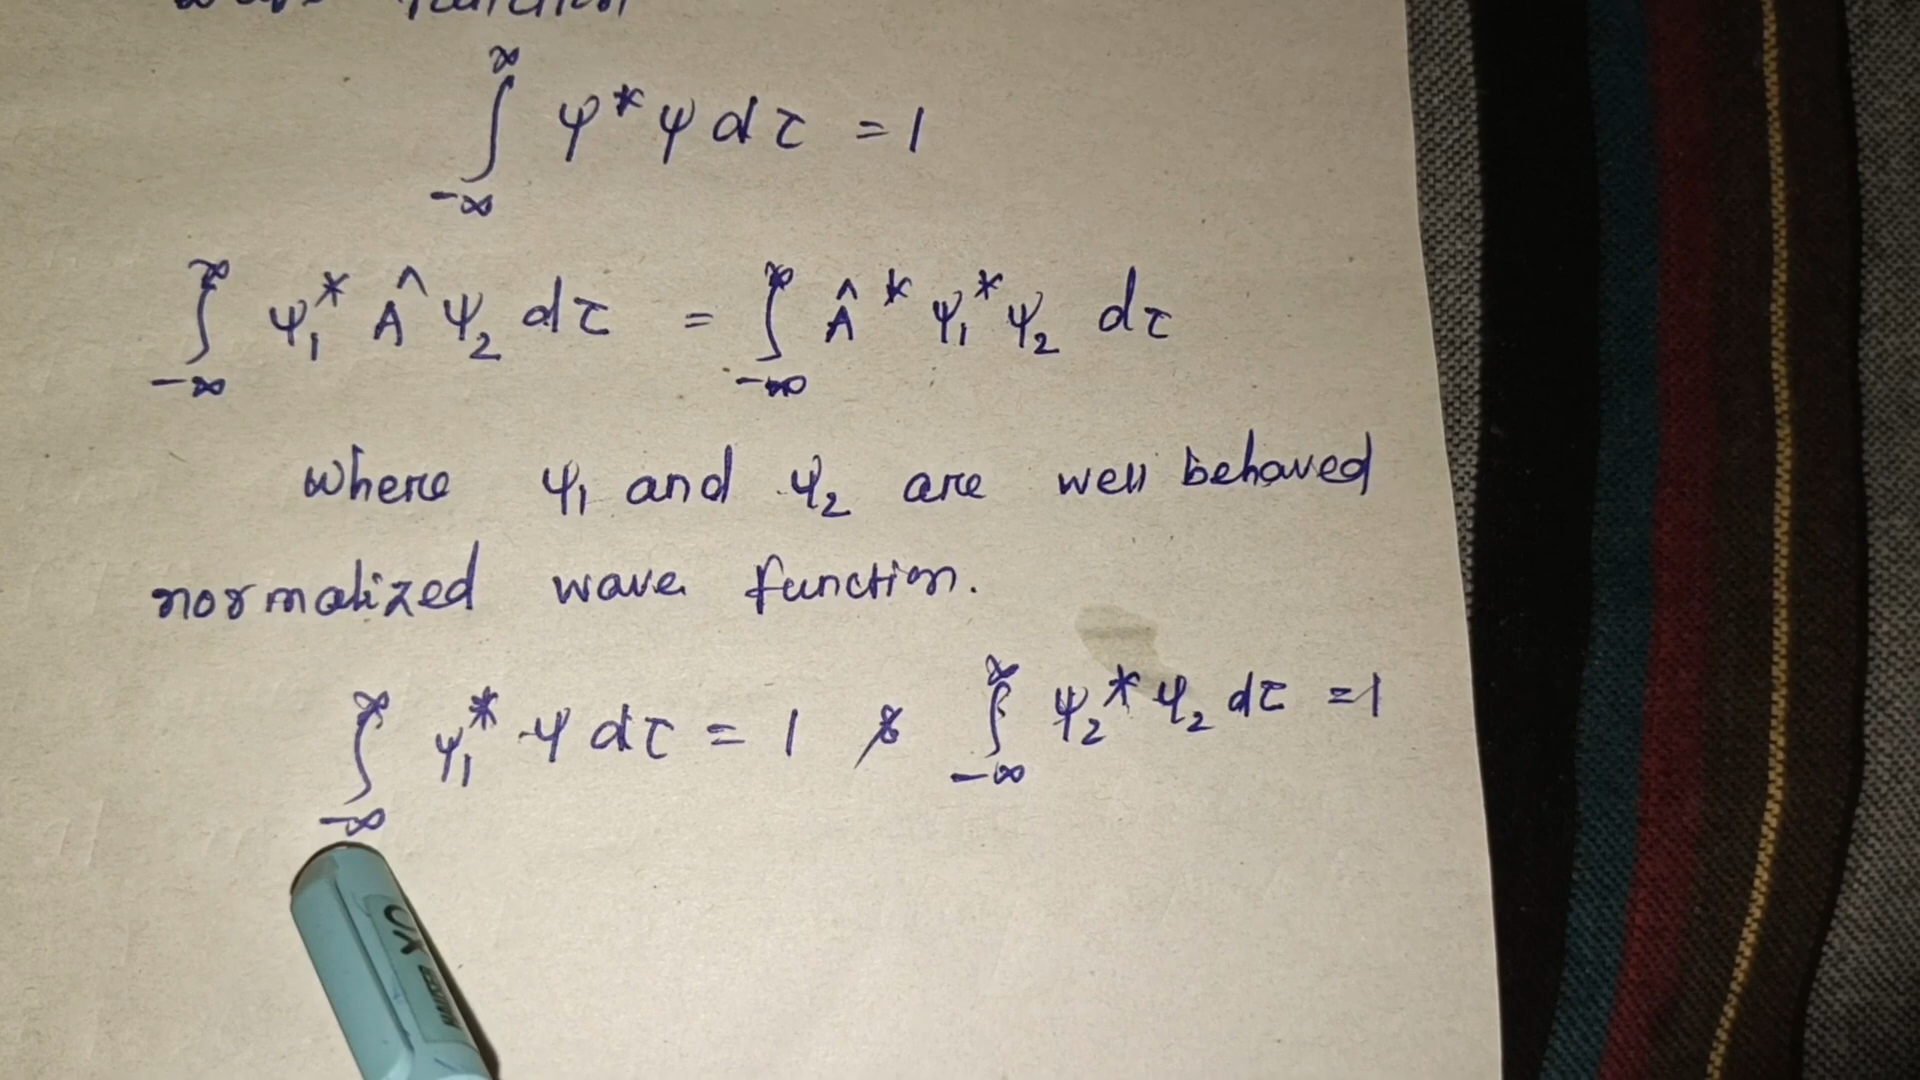 function
∞
∫ ψ*ψ dτ = 1
-∞
∞ ∞
∫ ψ₁* Â ψ₂ dτ = ∫ Â* ψ₁* ψ₂ dτ
-∞ -∞
where ψ₁ and ψ₂ are well behaved
normalized wave function.
∞ ∞
∫ ψ₁* ψ dτ = 1 & ∫ ψ₂* ψ₂ dτ = 1
-∞ -∞